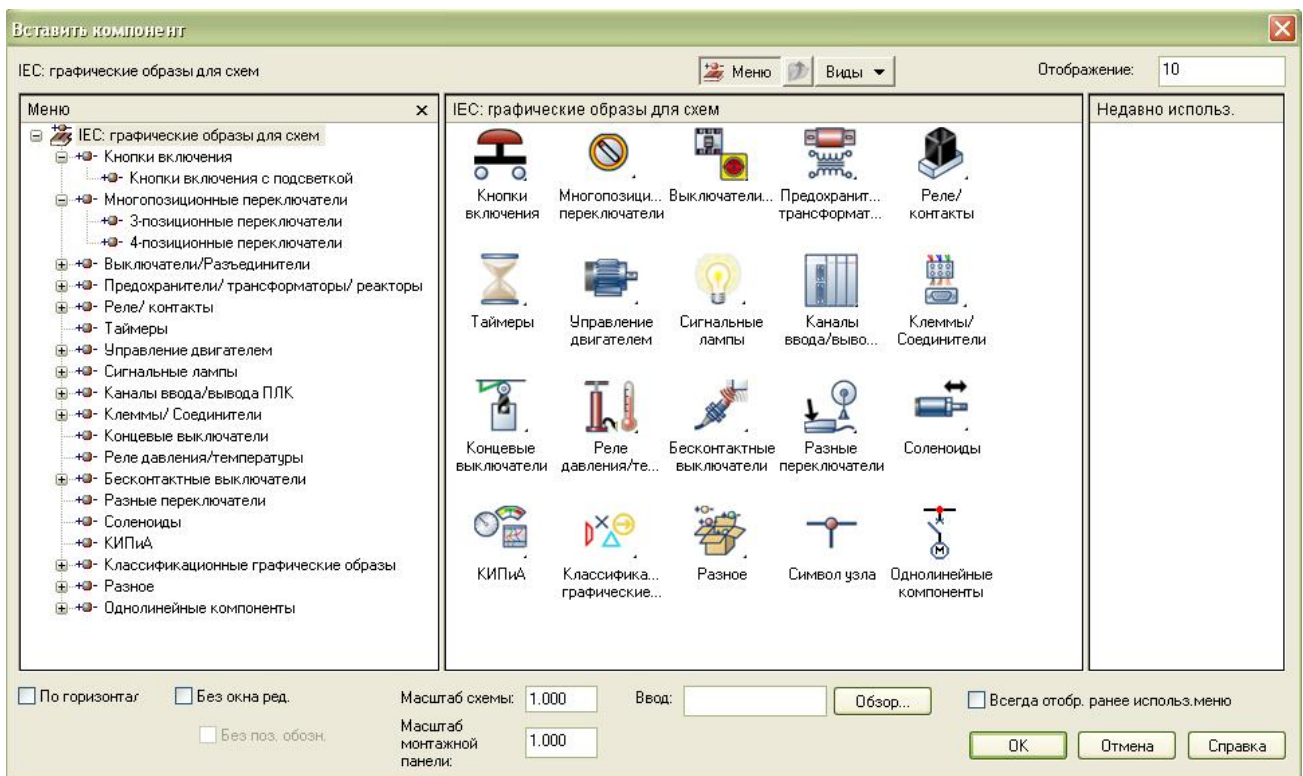 Вставить компонент
IEC: графические образы для схем
Меню
Виды
Отображение:
10
Меню
IEC: графические образы для схем
Кнопки включения
Кнопки включения с подсветкой
Многопозиционные переключатели
3-позиционные переключатели
4-позиционные переключатели
Выключатели/Разъединители
Предохранители/ трансформаторы/ реакторы
Реле/ контакты
Таймеры
Управление двигателем
Сигнальные лампы
Каналы ввода/вывода ПЛК
Клеммы/ Соединители
Концевые выключатели
Реле давления/температуры
Бесконтактные выключатели
Разные переключатели
Соленоиды
КИПиА
Классификационные графические образы
Разное
Однолинейные компоненты
IEC: графические образы для схем
Кнопки
включения
Многопозици...
переключатели
Выключатели...
Предохранит...
трансформат...
Реле/
контакты
Таймеры
Управление
двигателем
Сигнальные
лампы
Каналы
ввода/выво...
Клеммы/
Соединители
Концевые
выключатели
Реле
давления/те...
Бесконтактные
выключатели
Разные
переключатели
Соленоиды
КИПиА
Классифика...
графические...
Разное
Символ узла
Однолинейные
компоненты
Недавно использ.
По горизонтал
Без окна ред.
Без поз. обозн.
Масштаб схемы:
1.000
Масштаб
монтажной
панели:
1.000
Ввод:
Обзор...
Всегда отобр. ранее использ.меню
OK
Отмена
Справка